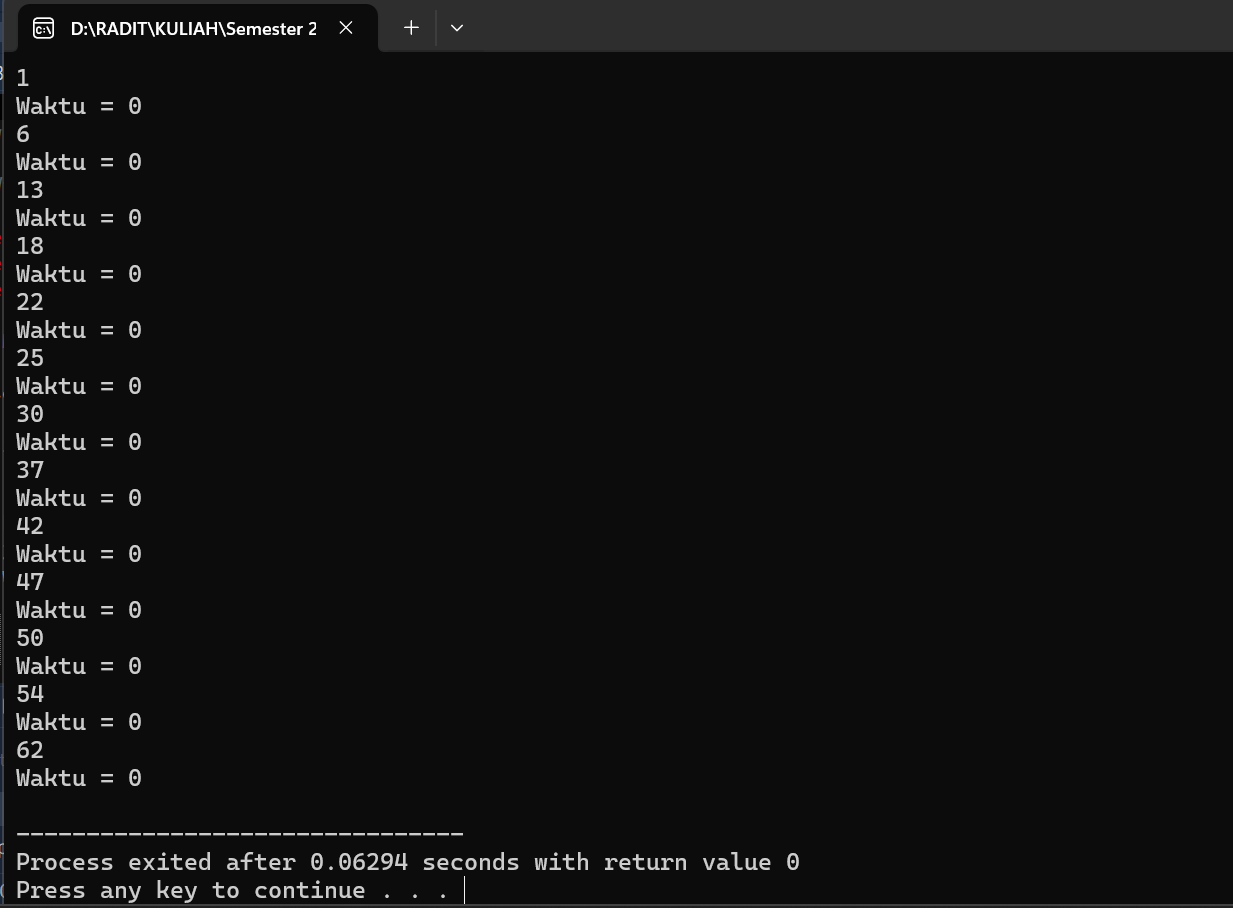 D:\RADIT\KULIAH\Semester 2
1
Waktu = 0
6
Waktu = 0
13
Waktu = 0
18
Waktu = 0
22
Waktu = 0
25
Waktu = 0
30
Waktu = 0
37
Waktu = 0
42
Waktu = 0
47
Waktu = 0
50
Waktu = 0
54
Waktu = 0
62
Waktu = 0
--------------------------------
Process exited after 0.06294 seconds with return value 0
Press any key to continue . . .